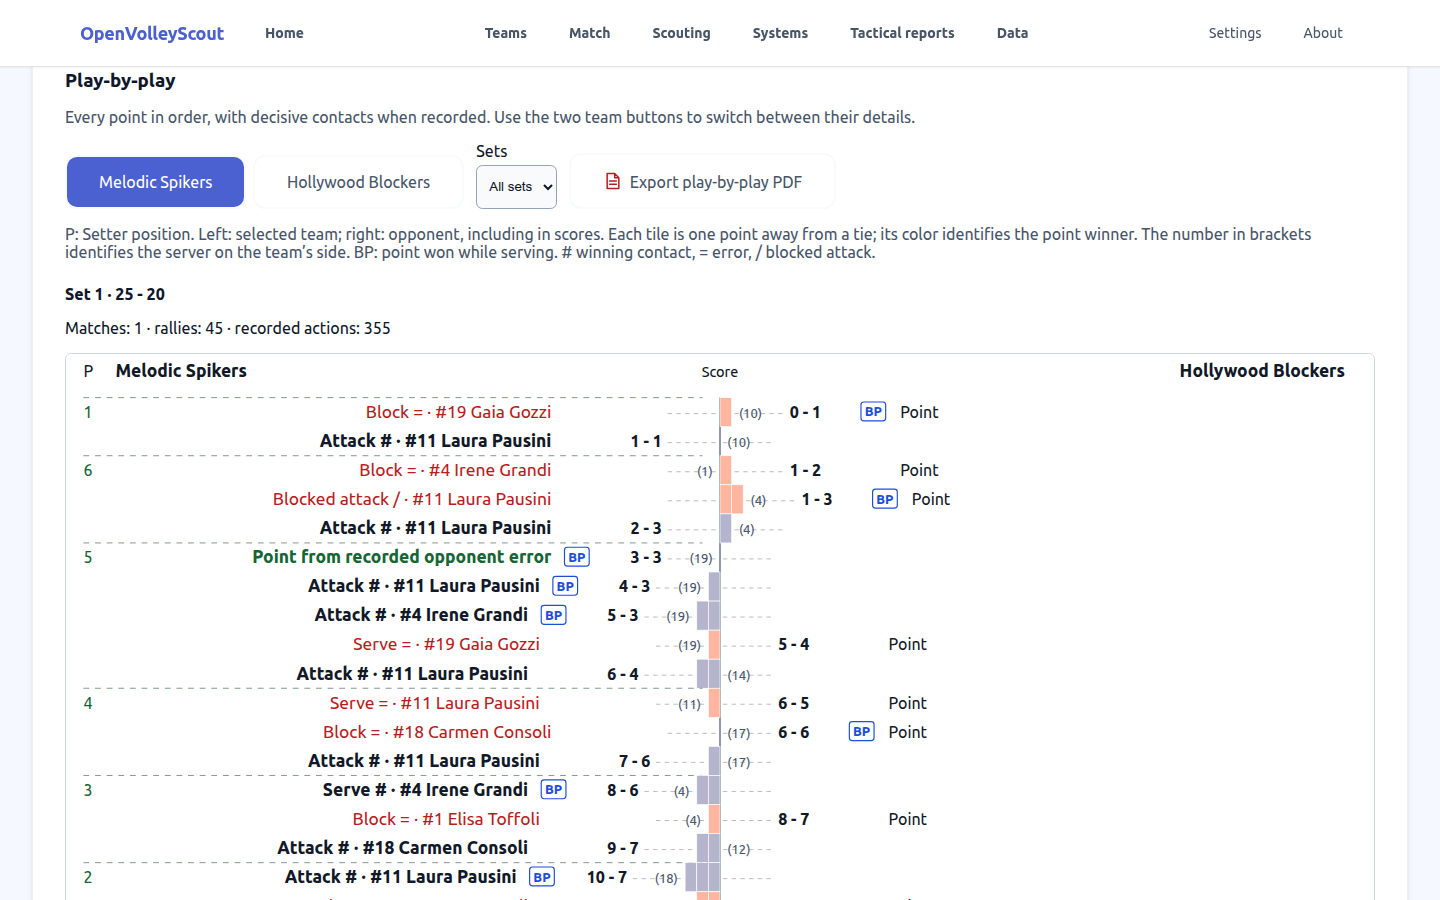 OpenVolleyScout Home Teams Match Scouting Systems Tactical reports Data Settings About
Play-by-play
Every point in order, with decisive contacts when recorded. Use the two team buttons to switch between their details.
Sets
Melodic Spikers Hollywood Blockers All sets Export play-by-play PDF
P: Setter position. Left: selected team; right: opponent, including in scores. Each tile is one point away from a tie; its color identifies the point winner. The number in brackets
identifies the server on the team’s side. BP: point won while serving. # winning contact, = error, / blocked attack.
Set 1 · 25 - 20
Matches: 1 · rallies: 45 · recorded actions: 355
P Melodic Spikers Score Hollywood Blockers
1 Block = · #19 Gaia Gozzi (10) 0 - 1 BP Point
Attack # · #11 Laura Pausini 1 - 1 (10)
6 Block = · #4 Irene Grandi (1) 1 - 2 Point
Blocked attack / · #11 Laura Pausini (4) 1 - 3 BP Point
Attack # · #11 Laura Pausini 2 - 3 (4)
5 Point from recorded opponent error BP 3 - 3 (19)
Attack # · #11 Laura Pausini BP 4 - 3 (19)
Attack # · #4 Irene Grandi BP 5 - 3 (19)
Serve = · #19 Gaia Gozzi (19) 5 - 4 Point
Attack # · #11 Laura Pausini 6 - 4 (14)
4 Serve = · #11 Laura Pausini (11) 6 - 5 Point
Block = · #18 Carmen Consoli (17) 6 - 6 BP Point
Attack # · #11 Laura Pausini 7 - 6 (17)
3 Serve # · #4 Irene Grandi BP 8 - 6 (4)
Block = · #1 Elisa Toffoli (4) 8 - 7 Point
Attack # · #18 Carmen Consoli 9 - 7 (12)
2 Attack # · #11 Laura Pausini BP 10 - 7 (18)